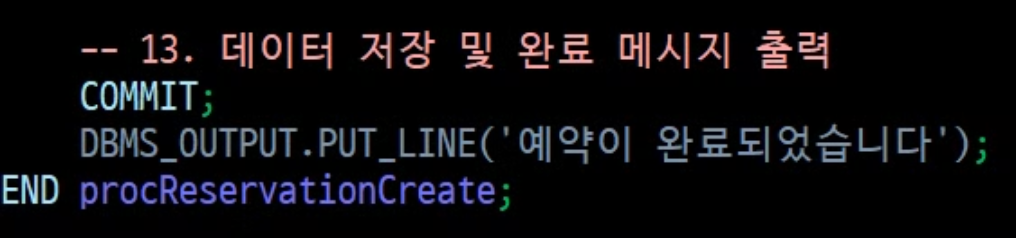 -- 13. 데이터 저장 및 완료 메시지 출력
COMMIT;
DBMS_OUTPUT.PUT_LINE('예약이 완료되었습니다');
END procReservationCreate;